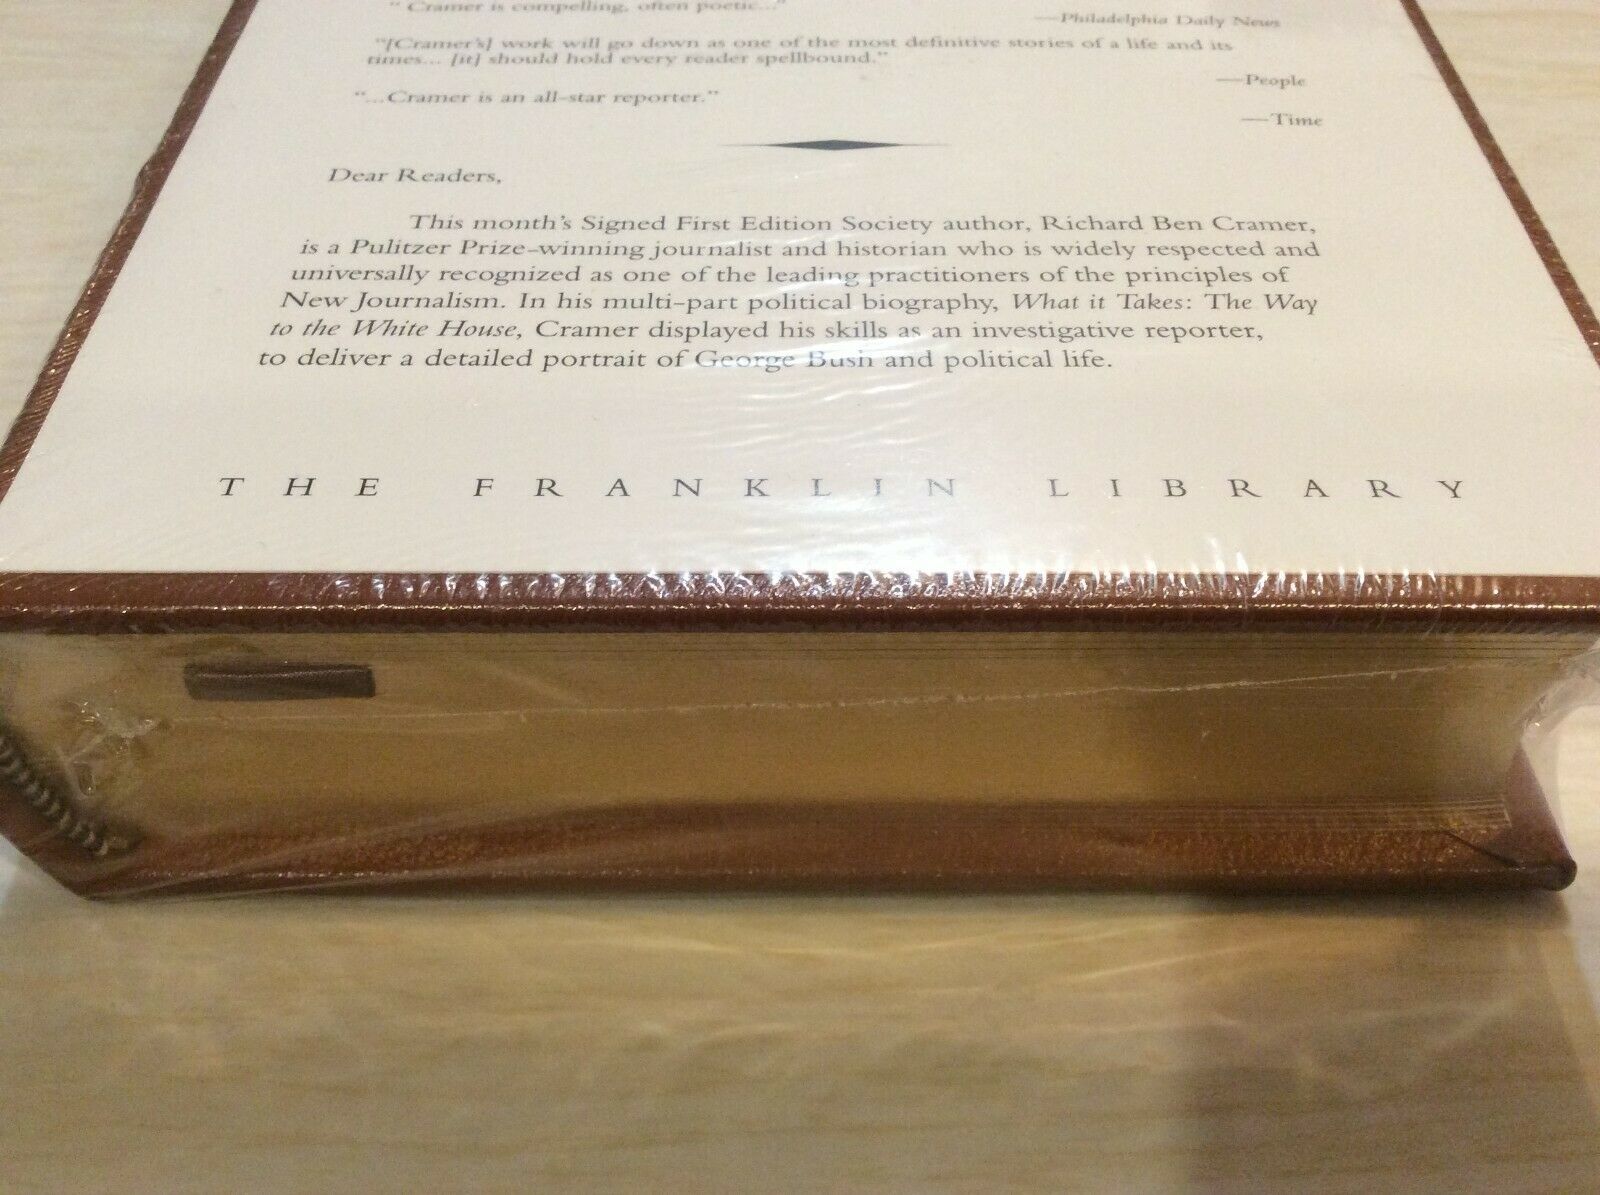 " Cramer is compelling, often poetic..."
—Philadelphia Daily News
"[Cramer's] work will go down as one of the most definitive stories of a life and its
times... [it] should hold every reader spellbound."
—People
"...Cramer is an all-star reporter."
—Time
Dear Readers,
This month's Signed First Edition Society author, Richard Ben Cramer,
is a Pulitzer Prize-winning journalist and historian who is widely respected and
universally recognized as one of the leading practitioners of the principles of
New Journalism. In his multi-part political biography, What it Takes: The Way
to the White House, Cramer displayed his skills as an investigative reporter,
to deliver a detailed portrait of George Bush and political life.
THE FRANKLIN LIBRARY